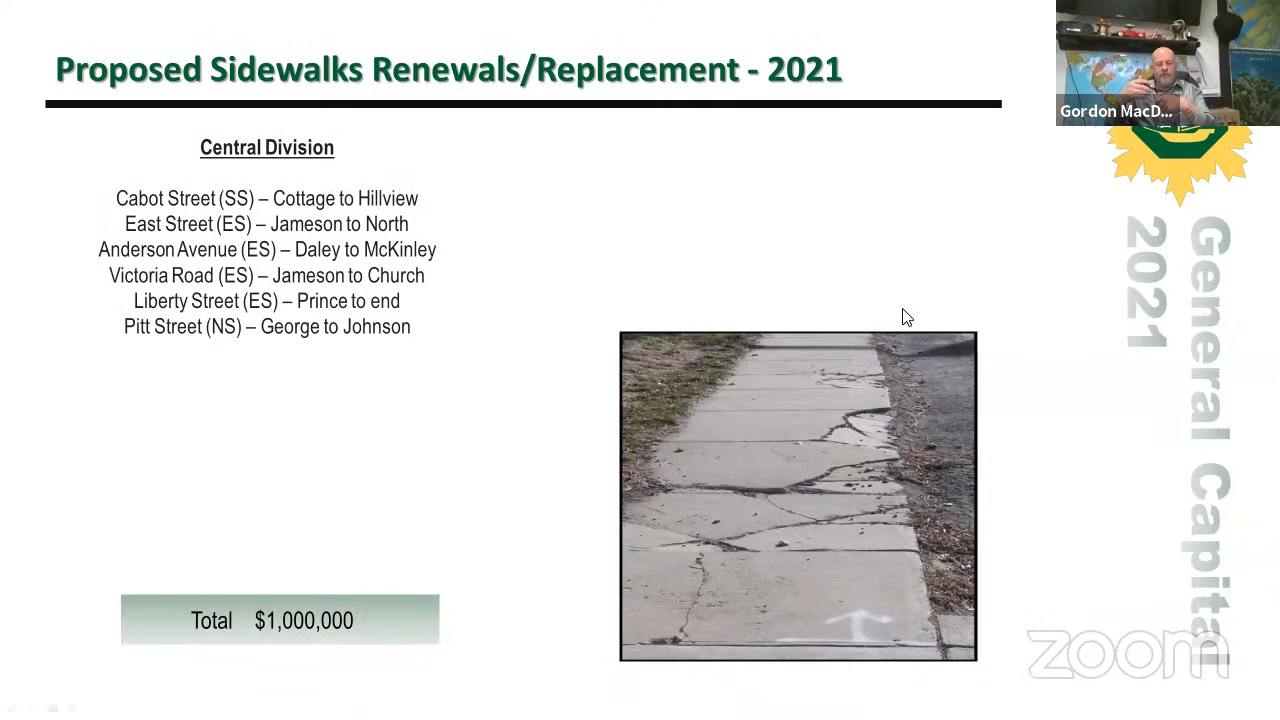 Proposed Sidewalks Renewals/Replacement - 2021
Gordon MacD...
Central Division
Cabot Street (SS) – Cottage to Hillview
East Street (ES) – Jameson to North
Anderson Avenue (ES) – Daley to McKinley
Victoria Road (ES) – Jameson to Church
Liberty Street (ES) – Prince to end
Pitt Street (NS) – George to Johnson
Total $1,000,000
General Capital
2021
zoom